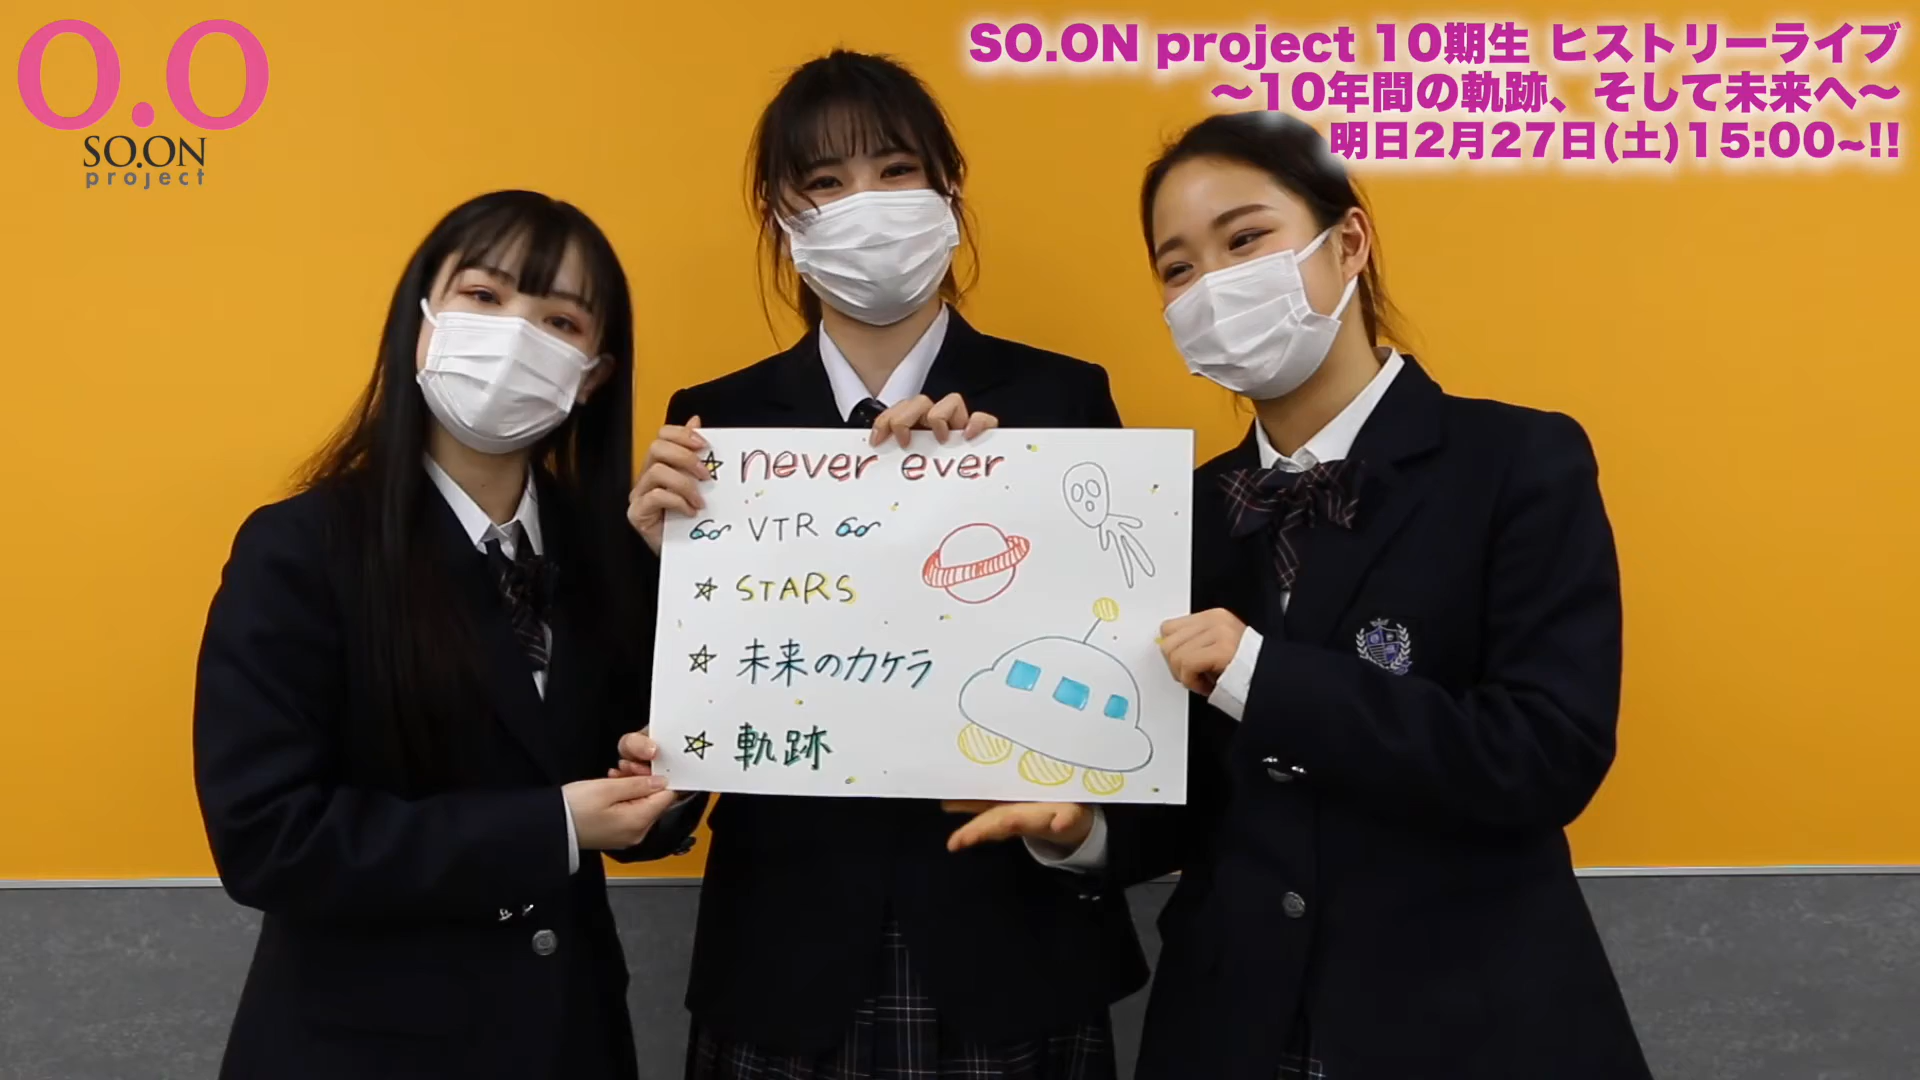 O.O
SO.ON
project
SO.ON project 10期生 ヒストリーライブ
～10年間の軌跡、そして未来へ～
明日2月27日(土)15:00~!!
☆ never ever
VTR
☆ STARS
☆ 未来のカケラ
☆ 軌跡